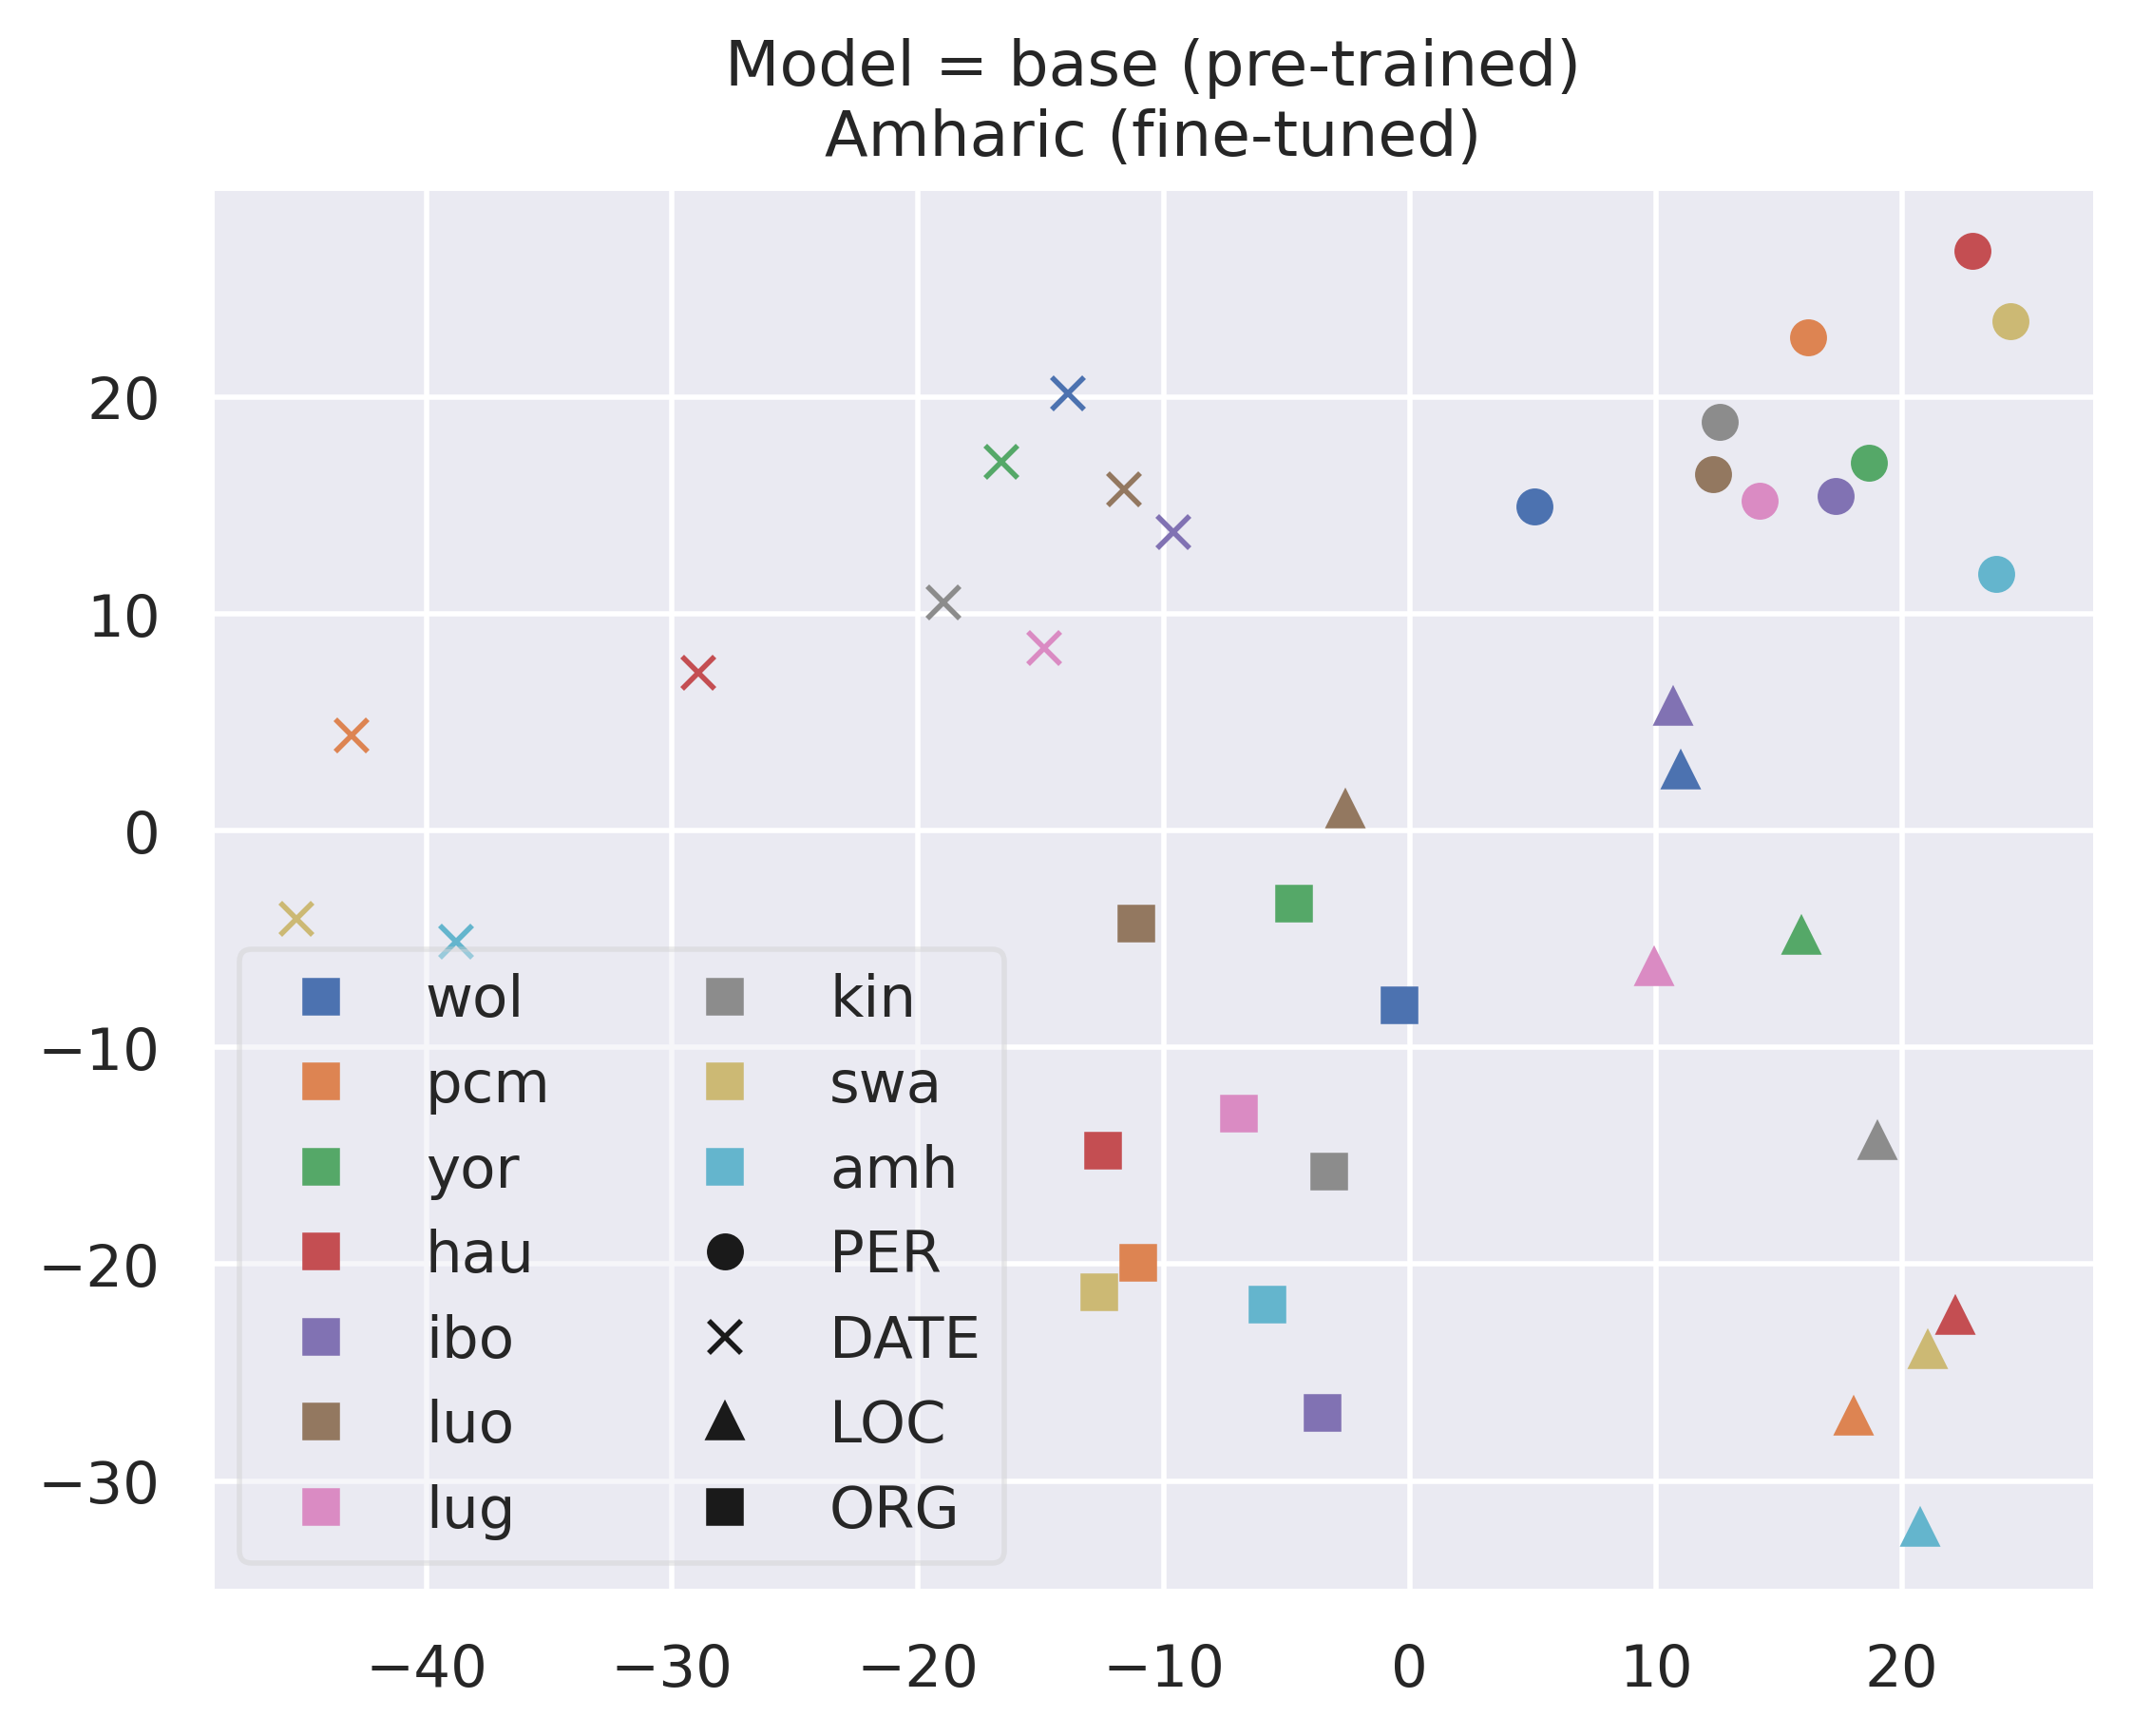 Model = base (pre-trained)
Amharic (fine-tuned)
20
10
0
−10
−20
−30
wol
pcm
yor
hau
ibo
luo
lug
kin
swa
amh
PER
DATE
LOC
ORG
−40 −30 −20 −10 0 10 20